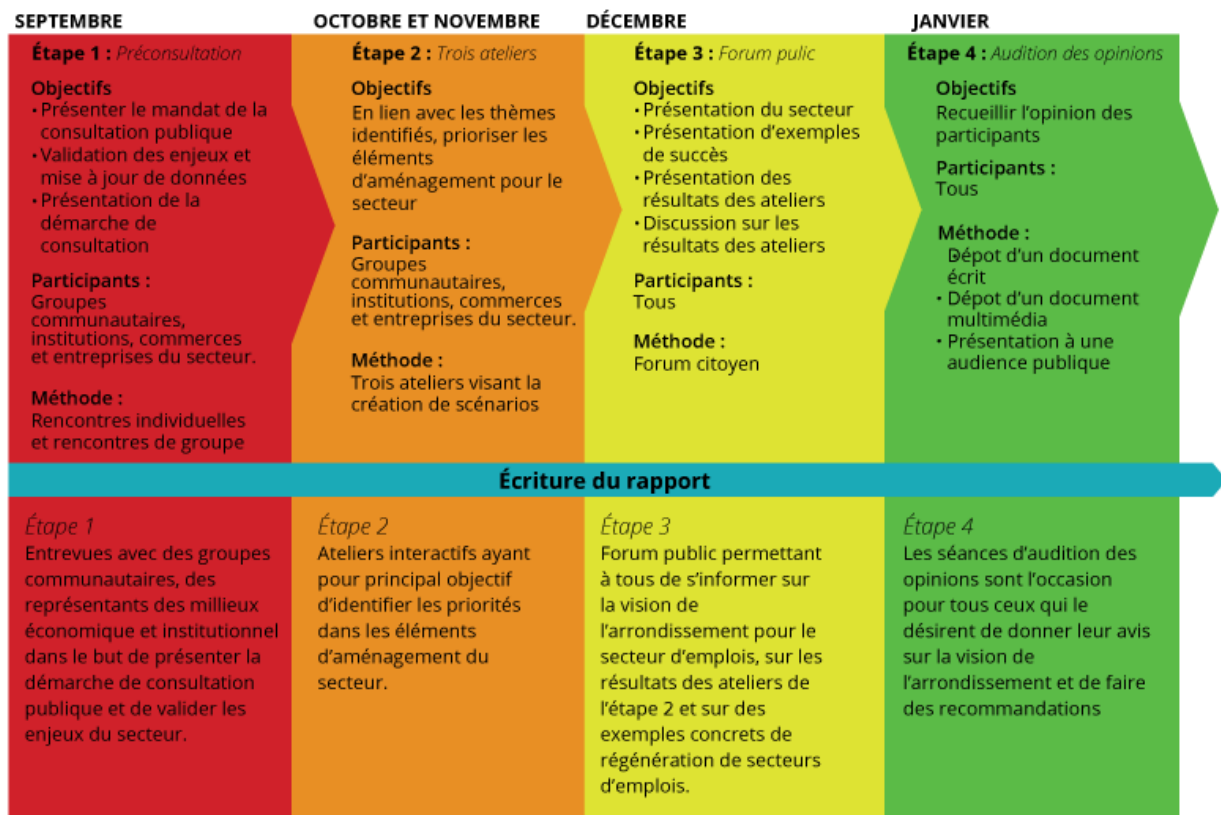 SEPTEMBRE
Étape 1 : Préconsultation
Objectifs
• Présenter le mandat de la
consultation publique
• Validation des enjeux et
mise à jour de données
• Présentation de la
démarche de
consultation
Participants :
Groupes
communautaires,
institutions, commerces
et entreprises du secteur.
Méthode :
Rencontres individuelles
et rencontres de groupe
OCTOBRE ET NOVEMBRE
Étape 2 : Trois ateliers
Objectifs
En lien avec les thèmes
identifiés, prioriser les
éléments
d'aménagement pour le
secteur
Participants :
Groupes
communautaires,
institutions, commerces
et entreprises du secteur.
Méthode :
Trois ateliers visant la
création de scénarios
DÉCEMBRE
Étape 3 : Forum pulic
Objectifs
• Présentation du secteur
• Présentation d'exemples
de succès
• Présentation des
résultats des ateliers
• Discussion sur les
résultats des ateliers
Participants :
Tous
Méthode :
Forum citoyen
JANVIER
Étape 4 : Audition des opinions
Objectifs
Recueillir l'opinion des
participants
Participants :
Tous
Méthode :
• Dépot d'un document
écrit
• Dépot d'un document
multimédia
• Présentation à une
audience publique
Écriture du rapport
Étape 1
Entrevues avec des groupes
communautaires, des
représentants des millieux
économique et institutionnel
dans le but de présenter la
démarche de consultation
publique et de valider les
enjeux du secteur.
Étape 2
Ateliers interactifs ayant
pour principal objectif
d'identifier les priorités
dans les éléments
d'aménagement du
secteur.
Étape 3
Forum public permettant
à tous de s'informer sur
la vision de
l'arrondissement pour le
secteur d'emplois, sur les
résultats des ateliers de
l'étape 2 et sur des
exemples concrets de
régénération de secteurs
d'emplois.
Étape 4
Les séances d'audition des
opinions sont l'occasion
pour tous ceux qui le
désirent de donner leur avis
sur la vision de
l'arrondissement et de faire
des recommandations